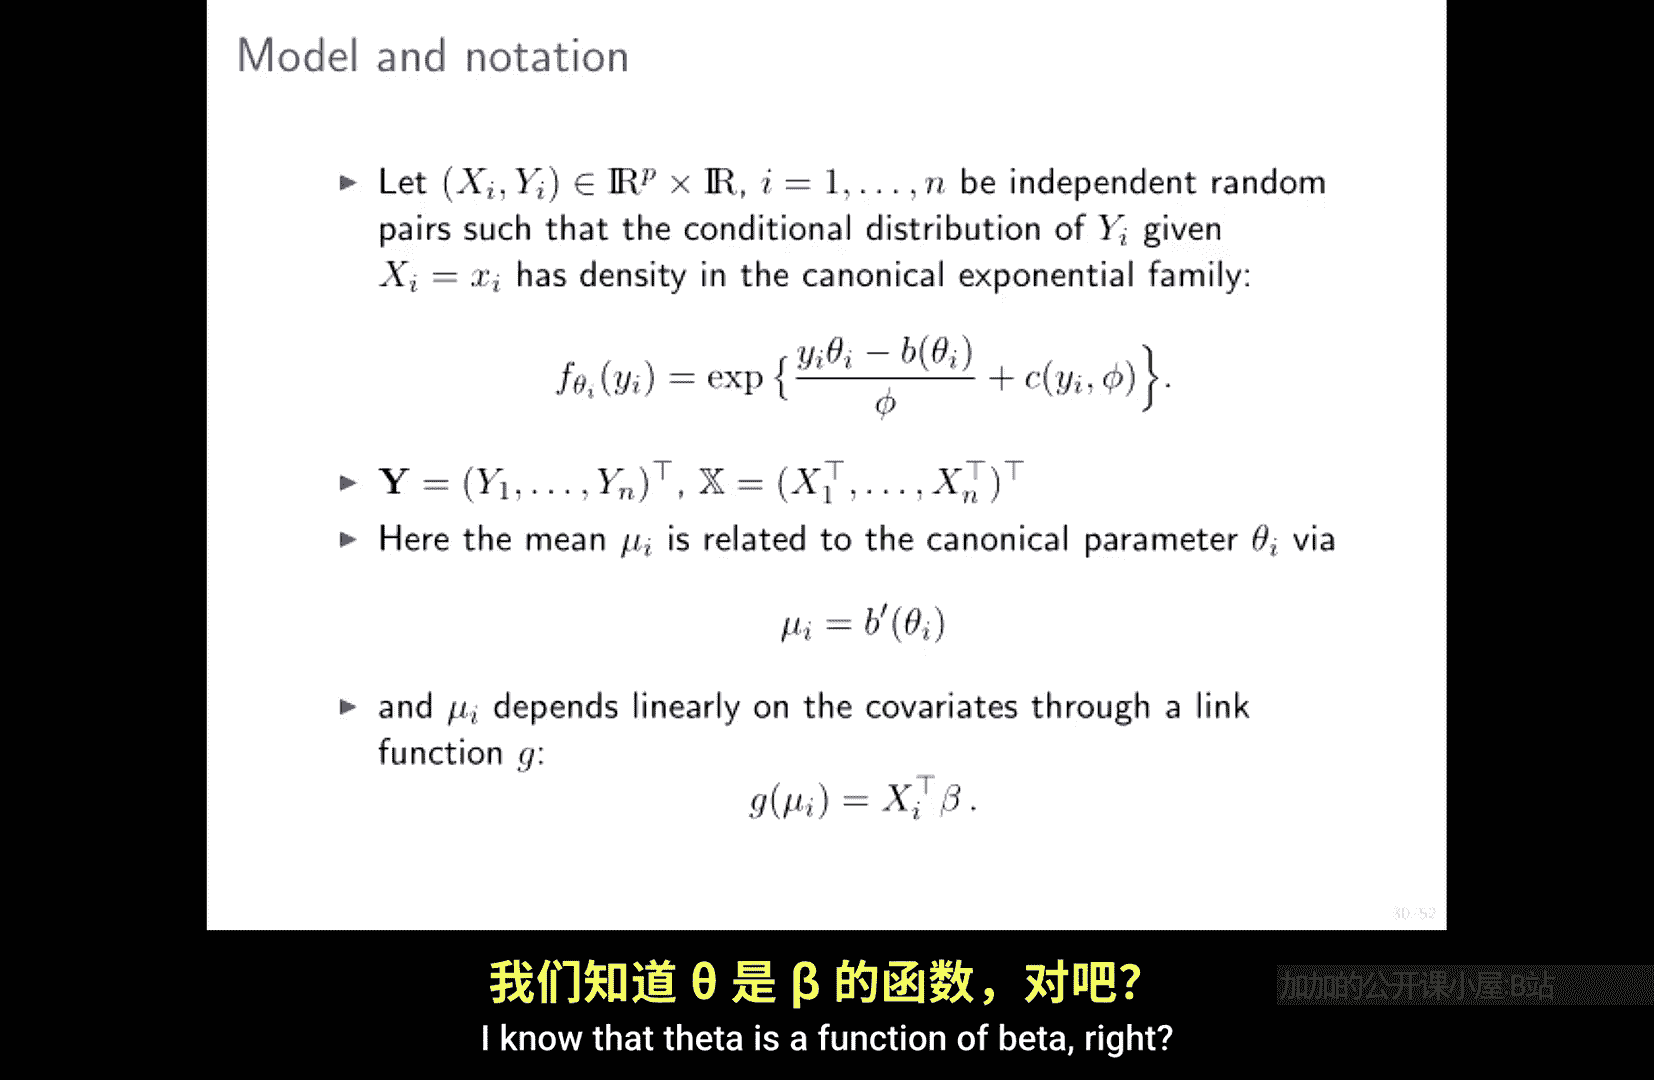 Model and notation
▶ Let (X_i, Y_i) ∈ ℝ^p × ℝ, i = 1, . . . , n be independent random
pairs such that the conditional distribution of Y_i given
X_i = x_i has density in the canonical exponential family:
f_{θ_i}(y_i) = exp { \frac{y_iθ_i − b(θ_i)}{ϕ} + c(y_i, ϕ) }.
▶ 𝐘 = (Y_1, . . . , Y_n)^⊤, 𝕏 = (X_1^⊤, . . . , X_n^⊤)^⊤
▶ Here the mean μ_i is related to the canonical parameter θ_i via
μ_i = b′(θ_i)
▶ and μ_i depends linearly on the covariates through a link
function g:
g(μ_i) = X_i^⊤ β .
30/52
我们知道 θ 是 β 的函数，对吧？
加加的公开课小屋:B站
I know that theta is a function of beta, right?